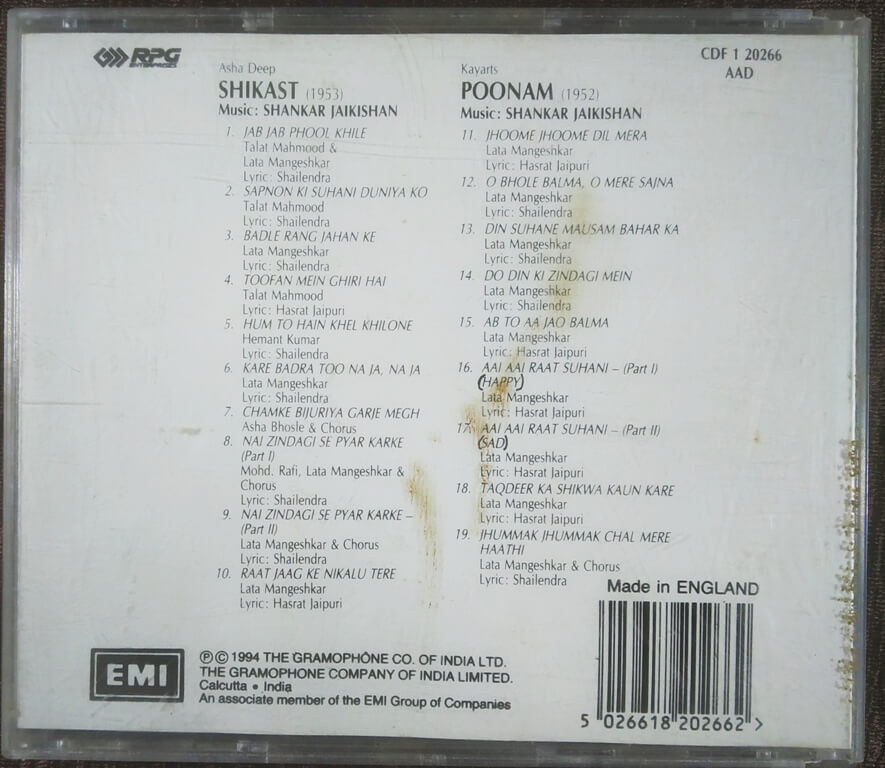 RPG
ENTERPRISES
Asha Deep
SHIKAST (1953)
Music: SHANKAR JAIKISHAN
1. JAB JAB PHOOL KHILE
Talat Mahmood &
Lata Mangeshkar
Lyric: Shailendra
2. SAPNON KI SUHANI DUNIYA KO
Talat Mahmood
Lyric: Shailendra
3. BADLE RANG JAHAN KE
Lata Mangeshkar
Lyric: Shailendra
4. TOOFAN MEIN GHIRI HAI
Talat Mahmood
Lyric: Hasrat Jaipuri
5. HUM TO HAIN KHEL KHILONE
Hemant Kumar
Lyric: Shailendra
6. KARE BADRA TOO NA JA, NA JA
Lata Mangeshkar
Lyric: Shailendra
7. CHAMKE BIJURIYA GARJE MEGH
Asha Bhosle & Chorus
8. NAI ZINDAGI SE PYAR KARKE
(Part I)
Mohd. Rafi, Lata Mangeshkar &
Chorus
Lyric: Shailendra
9. NAI ZINDAGI SE PYAR KARKE –
(Part II)
Lata Mangeshkar & Chorus
Lyric: Shailendra
10. RAAT JAAG KE NIKALU TERE
Lata Mangeshkar
Lyric: Hasrat Jaipuri
Kayarts
POONAM (1952)
Music: SHANKAR JAIKISHAN
11. JHOOME JHOOME DIL MERA
Lata Mangeshkar
Lyric: Hasrat Jaipuri
12. O BHOLE BALMA, O MERE SAJNA
Lata Mangeshkar
Lyric: Shailendra
13. DIN SUHANE MAUSAM BAHAR KA
Lata Mangeshkar
Lyric: Shailendra
14. DO DIN KI ZINDAGI MEIN
Lata Mangeshkar
Lyric: Shailendra
15. AB TO AA JAO BALMA
Lata Mangeshkar
Lyric: Hasrat Jaipuri
16. AAI AAI RAAT SUHANI – (Part I)
(HAPPY)
Lata Mangeshkar
Lyric: Hasrat Jaipuri
17. AAI AAI RAAT SUHANI – (Part II)
(SAD)
Lata Mangeshkar
Lyric: Hasrat Jaipuri
18. TAQDEER KA SHIKWA KAUN KARE
Lata Mangeshkar
Lyric: Hasrat Jaipuri
19. JHUMMAK JHUMMAK CHAL MERE
HAATHI
Lata Mangeshkar & Chorus
Lyric: Shailendra
CDF 1 20266
AAD
Made in ENGLAND
EMI
℗ © 1994 THE GRAMOPHONE CO. OF INDIA LTD.
THE GRAMOPHONE COMPANY OF INDIA LIMITED.
Calcutta • India
An associate member of the EMI Group of Companies
5 026618 202662 >